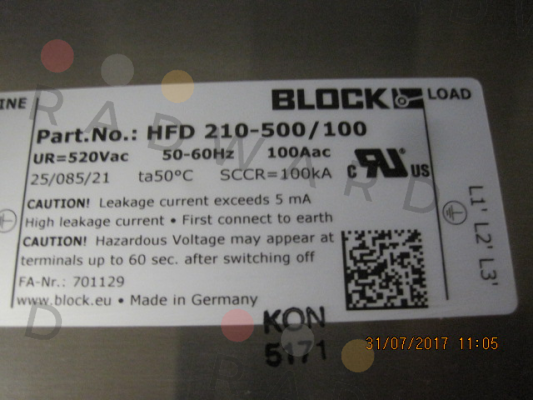 INE
BLOCK
LOAD
Part.No.: HFD 210-500/100
UR=520Vac 50-60Hz 100Aac
25/085/21 ta50°C SCCR=100kA
c RU US
CAUTION! Leakage current exceeds 5 mA
High leakage current • First connect to earth
CAUTION! Hazardous Voltage may appear at
terminals up to 60 sec. after switching off
FA-Nr.: 701129
www.block.eu • Made in Germany
L1' L2' L3'
KON
5171
31/07/2017 11:05
RADWARD